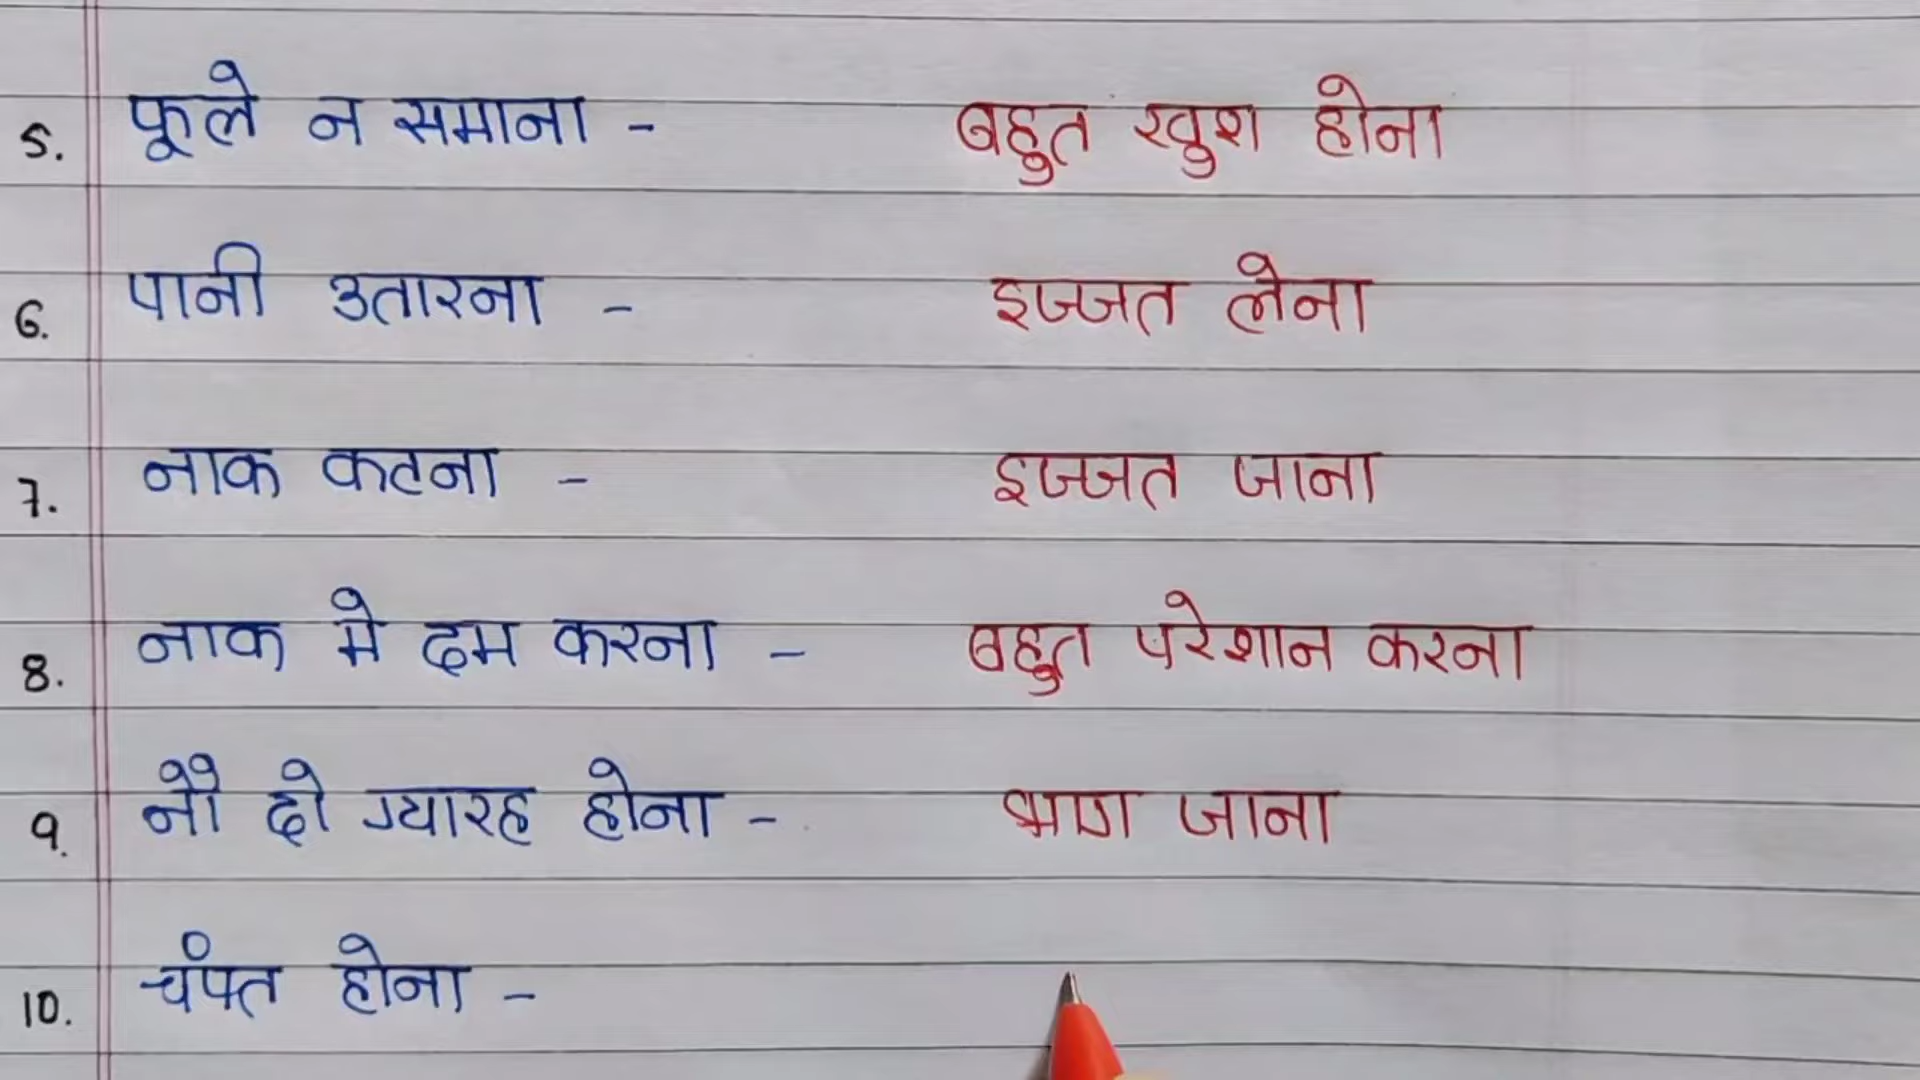 5. फूले न समाना - बहुत खुश होना
6. पानी उतारना - इज्जत लेना
7. नाक कटना - इज्जत जाना
8. नाक मे दम करना - बहुत परेशान करना
9. नौ दो ग्यारह होना - भाग जाना
10. चंपत होना -